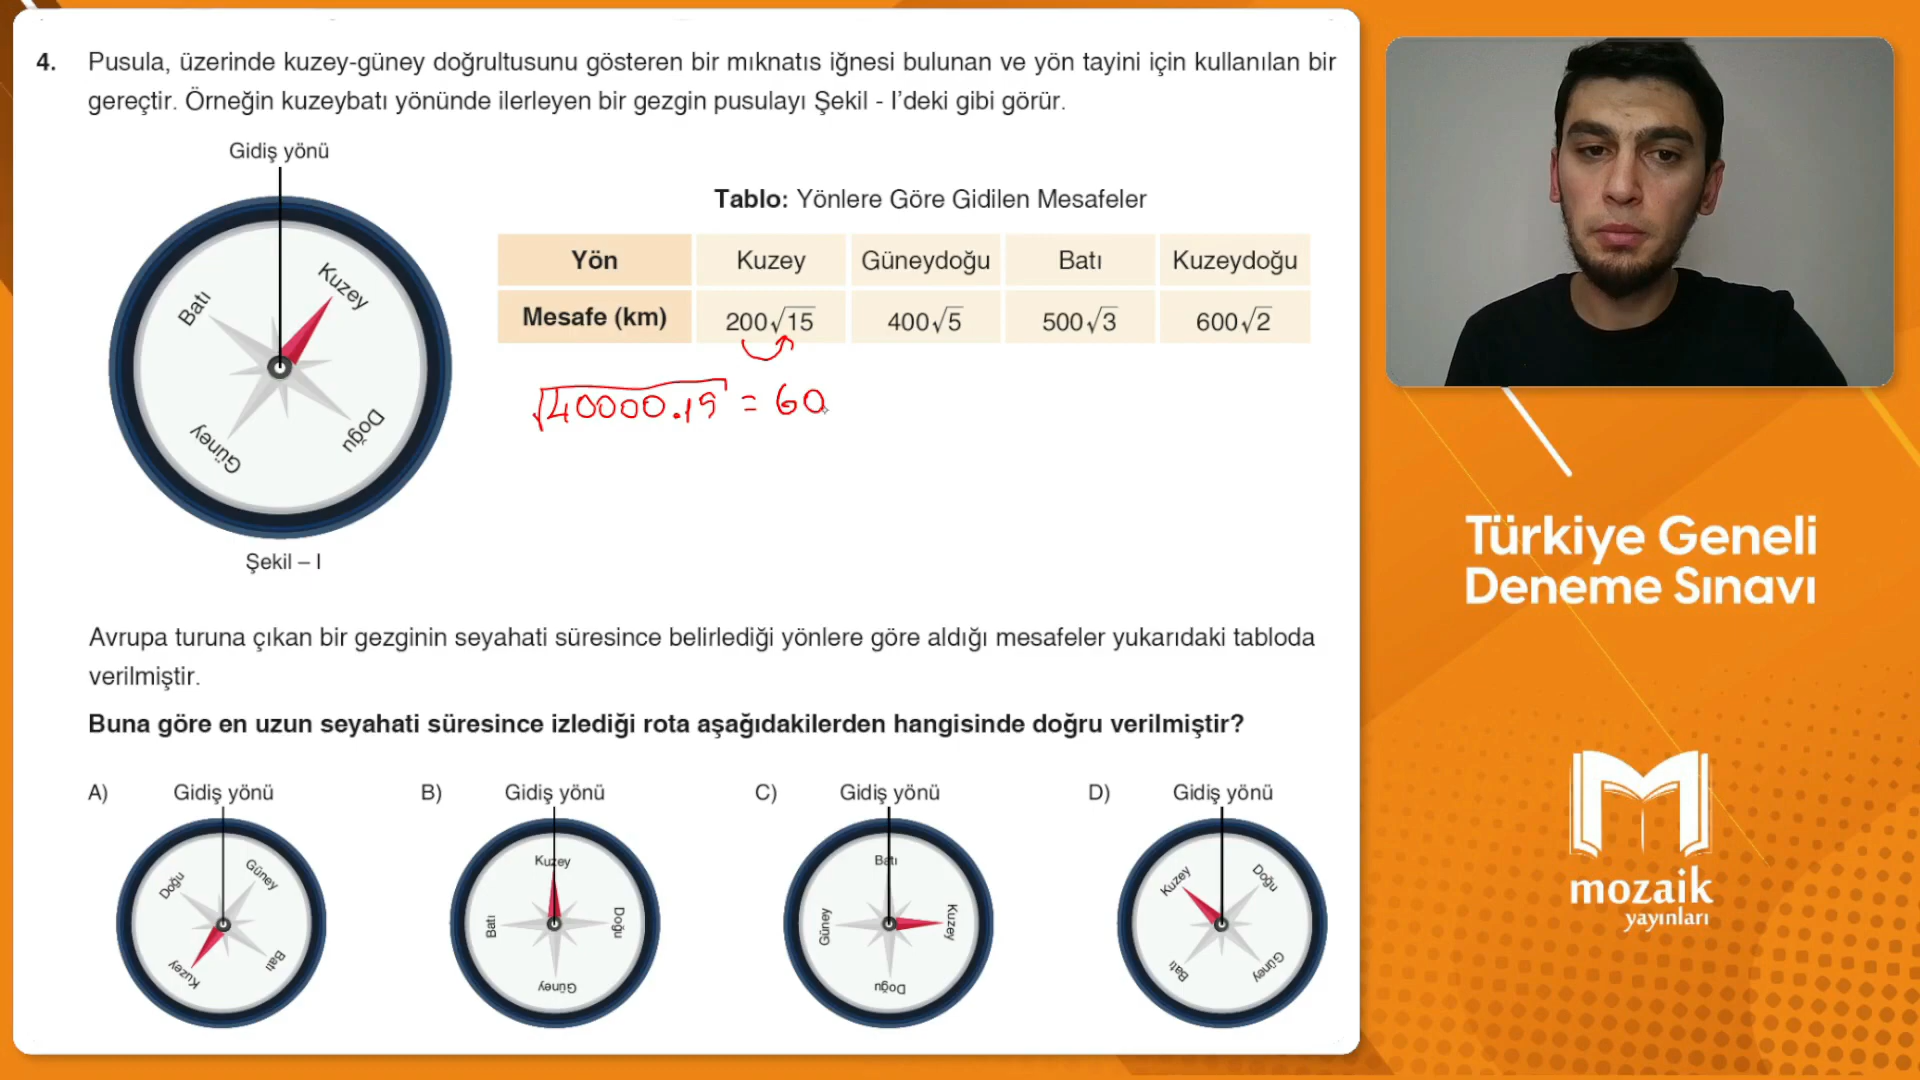 4. Pusula, üzerinde kuzey-güney doğrultusunu gösteren bir mıknatıs iğnesi bulunan ve yön tayini için kullanılan bir
gereçtir. Örneğin kuzeybatı yönünde ilerleyen bir gezgin pusulayı Şekil - I'deki gibi görür.
Gidiş yönü
Kuzey
Batı
Doğu
Güney
Şekil – I
Tablo: Yönlere Göre Gidilen Mesafeler
Yön Kuzey Güneydoğu Batı Kuzeydoğu
Mesafe (km) 200√15 400√5 500√3 600√2
√40000.15 = 60
Avrupa turuna çıkan bir gezginin seyahati süresince belirlediği yönlere göre aldığı mesafeler yukarıdaki tabloda
verilmiştir.
Buna göre en uzun seyahati süresince izlediği rota aşağıdakilerden hangisinde doğru verilmiştir?
A) Gidiş yönü
Doğu
Güney
Kuzey
Batı
B) Gidiş yönü
Kuzey
Batı
Doğu
Güney
C) Gidiş yönü
Batı
Güney
Kuzey
Doğu
D) Gidiş yönü
Kuzey
Doğu
Batı
Güney
Türkiye Geneli
Deneme Sınavı
mozaik
yayınları